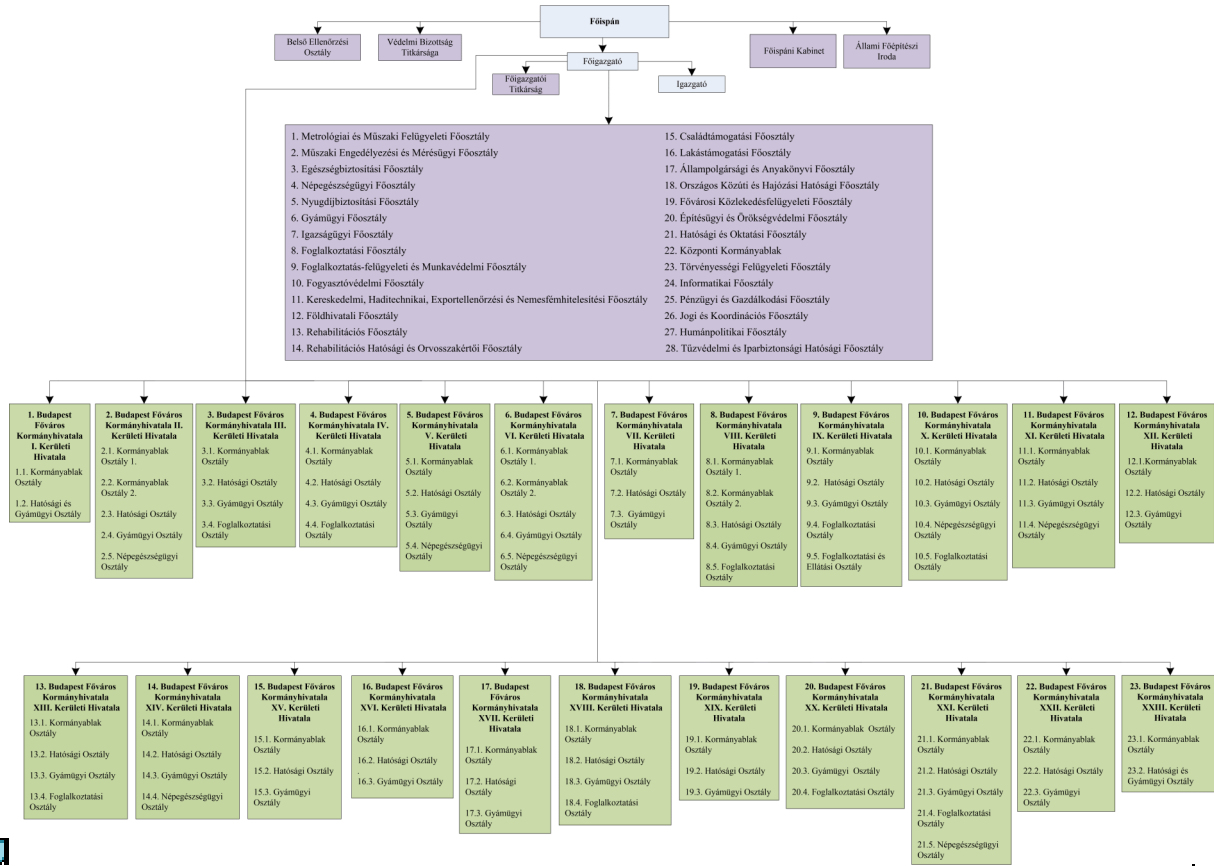 Főispán
Belső Ellenőrzési
Osztály
Védelmi Bizottság
Titkársága
Főispáni Kabinet
Állami Főépítészi
Iroda
Főigazgató
Főigazgatói
Titkárság
Igazgató
1. Metrológiai és Műszaki Felügyeleti Főosztály
2. Műszaki Engedélyezési és Mérésügyi Főosztály
3. Egészségbiztosítási Főosztály
4. Népegészségügyi Főosztály
5. Nyugdíjbiztosítási Főosztály
6. Gyámügyi Főosztály
7. Igazságügyi Főosztály
8. Foglalkoztatási Főosztály
9. Foglalkoztatás-felügyeleti és Munkavédelmi Főosztály
10. Fogyasztóvédelmi Főosztály
11. Kereskedelmi, Haditechnikai, Exportellenőrzési és Nemesfémhitelesítési Főosztály
12. Földhivatali Főosztály
13. Rehabilitációs Főosztály
14. Rehabilitációs Hatósági és Orvosszakértői Főosztály
15. Családtámogatási Főosztály
16. Lakástámogatási Főosztály
17. Állampolgársági és Anyakönyvi Főosztály
18. Országos Közúti és Hajózási Hatósági Főosztály
19. Fővárosi Közlekedésfelügyeleti Főosztály
20. Építésügyi és Örökségvédelmi Főosztály
21. Hatósági és Oktatási Főosztály
22. Központi Kormányablak
23. Törvényességi Felügyeleti Főosztály
24. Informatikai Főosztály
25. Pénzügyi és Gazdálkodási Főosztály
26. Jogi és Koordinációs Főosztály
27. Humánpolitikai Főosztály
28. Tűzvédelmi és Iparbiztonsági Hatósági Főosztály
1. Budapest
Főváros
Kormányhivatala
I. Kerületi
Hivatala
1.1. Kormányablak
Osztály
1.2. Hatósági és
Gyámügyi Osztály
2. Budapest Főváros
Kormányhivatala II.
Kerületi Hivatala
2.1. Kormányablak
Osztály 1.
2.2. Kormányablak
Osztály 2.
2.3. Hatósági Osztály
2.4. Gyámügyi Osztály
2.5. Népegészségügyi
Osztály
3. Budapest Főváros
Kormányhivatala III.
Kerületi Hivatala
3.1. Kormányablak
Osztály
3.2. Hatósági Osztály
3.3. Gyámügyi Osztály
3.4. Foglalkoztatási
Osztály
4. Budapest Főváros
Kormányhivatala IV.
Kerületi Hivatala
4.1. Kormányablak
Osztály
4.2. Hatósági Osztály
4.3. Gyámügyi Osztály
4.4. Foglalkoztatási
Osztály
5. Budapest Főváros
Kormányhivatala
V. Kerületi
Hivatala
5.1. Kormányablak
Osztály
5.2. Hatósági Osztály
5.3. Gyámügyi
Osztály
5.4. Népegészségügyi
Osztály
6. Budapest Főváros
Kormányhivatala
VI. Kerületi Hivatala
6.1. Kormányablak
Osztály 1.
6.2. Kormányablak
Osztály 2.
6.3. Hatósági Osztály
6.4. Gyámügyi Osztály
6.5. Népegészségügyi
Osztály
7. Budapest Főváros
Kormányhivatala
VII. Kerületi
Hivatala
7.1. Kormányablak
Osztály
7.2. Hatósági Osztály
7.3. Gyámügyi
Osztály
8. Budapest Főváros
Kormányhivatala
VIII. Kerületi
Hivatala
8.1. Kormányablak
Osztály 1.
8.2. Kormányablak
Osztály 2.
8.3. Hatósági Osztály
8.4. Gyámügyi Osztály
8.5. Foglalkoztatási
Osztály
9. Budapest Főváros
Kormányhivatala
IX. Kerületi Hivatala
9.1. Kormányablak
Osztály
9.2. Hatósági Osztály
9.3. Gyámügyi Osztály
9.4. Foglalkoztatási
Osztály
9.5. Foglalkoztatási és
Ellátási Osztály
10. Budapest Főváros
Kormányhivatala
X. Kerületi Hivatala
10.1. Kormányablak
Osztály
10.2. Hatósági Osztály
10.3. Gyámügyi Osztály
10.4. Népegészségügyi
Osztály
10.5. Foglalkoztatási
Osztály
11. Budapest Főváros
Kormányhivatala
XI. Kerületi Hivatala
11.1. Kormányablak
Osztály
11.2. Hatósági Osztály
11.3. Gyámügyi Osztály
11.4. Népegészségügyi
Osztály
12. Budapest Főváros
Kormányhivatala
XII. Kerületi
Hivatala
12.1.Kormányablak
Osztály
12.2. Hatósági Osztály
12.3. Gyámügyi
Osztály
13. Budapest Főváros
Kormányhivatala
XIII. Kerületi Hivatala
13.1. Kormányablak
Osztály
13.2. Hatósági Osztály
13.3. Gyámügyi Osztály
13.4. Foglalkoztatási
Osztály
14. Budapest Főváros
Kormányhivatala
XIV. Kerületi Hivatala
14.1. Kormányablak
Osztály
14.2. Hatósági Osztály
14.3. Gyámügyi Osztály
14.4. Népegészségügyi
Osztály
15. Budapest Főváros
Kormányhivatala
XV. Kerületi
Hivatala
15.1. Kormányablak
Osztály
15.2. Hatósági Osztály
15.3. Gyámügyi
Osztály
16. Budapest Főváros
Kormányhivatala
XVI. Kerületi
Hivatala
16.1. Kormányablak
Osztály
16.2. Hatósági Osztály
.
16.3. Gyámügyi Osztály
17. Budapest
Főváros
Kormányhivatala
XVII. Kerületi
Hivatala
17.1. Kormányablak
Osztály
17.2. Hatósági
Osztály
17.3. Gyámügyi
Osztály
18. Budapest Főváros
Kormányhivatala
XVIII. Kerületi
Hivatala
18.1. Kormányablak
Osztály
18.2. Hatósági Osztály
18.3. Gyámügyi Osztály
18.4. Foglalkoztatási
Osztály
19. Budapest Főváros
Kormányhivatala
XIX. Kerületi
Hivatala
19.1. Kormányablak
Osztály
19.2. Hatósági Osztály
19.3. Gyámügyi Osztály
20. Budapest Főváros
Kormányhivatala
XX. Kerületi
Hivatala
20.1. Kormányablak Osztály
20.2. Hatósági Osztály
20.3. Gyámügyi Osztály
20.4. Foglalkoztatási Osztály
21. Budapest Főváros
Kormányhivatala
XXI. Kerületi
Hivatala
21.1. Kormányablak
Osztály
21.2. Hatósági Osztály
21.3. Gyámügyi Osztály
21.4. Foglalkoztatási
Osztály
21.5. Népegészségügyi
Osztály
22. Budapest Főváros
Kormányhivatala
XXII. Kerületi
Hivatala
22.1. Kormányablak
Osztály
22.2. Hatósági Osztály
22.3. Gyámügyi
Osztály
23. Budapest Főváros
Kormányhivatala
XXIII. Kerületi
Hivatala
23.1. Kormányablak
Osztály
23.2. Hatósági és
Gyámügyi Osztály